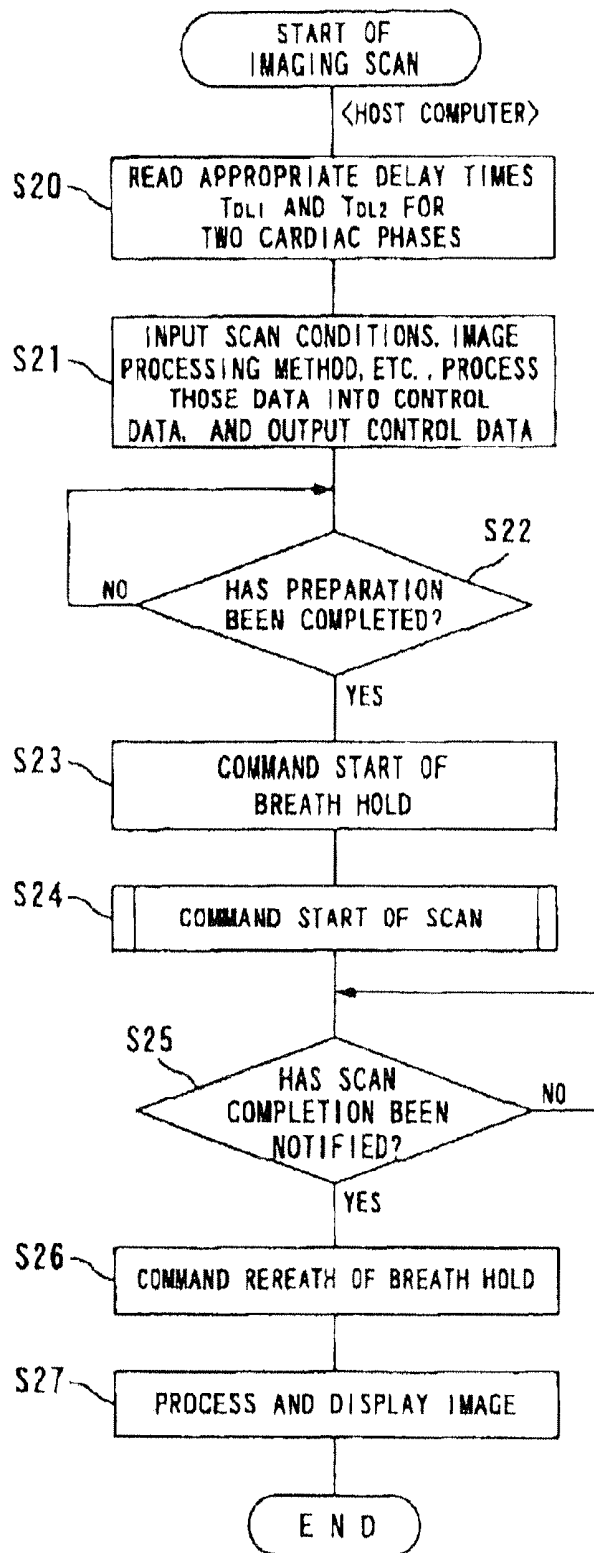 START OF
IMAGING SCAN
<HOST COMPUTER>
S20
READ APPROPRIATE DELAY TIMES
TDL1 AND TDL2 FOR
TWO CARDIAC PHASES
S21
INPUT SCAN CONDITIONS, IMAGE
PROCESSING METHOD, ETC., PROCESS
THOSE DATA INTO CONTROL
DATA, AND OUTPUT CONTROL DATA
S22
NO
HAS PREPARATION
BEEN COMPLETED?
YES
S23
COMMAND START OF
BREATH HOLD
S24
COMMAND START OF SCAN
S25
HAS SCAN
COMPLETION BEEN
NOTIFIED?
NO
YES
S26
COMMAND REREATH OF BREATH HOLD
S27
PROCESS AND DISPLAY IMAGE
END